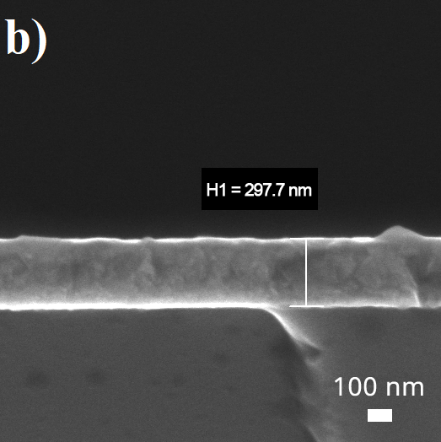 b)
H1 = 297.7 nm
100 nm